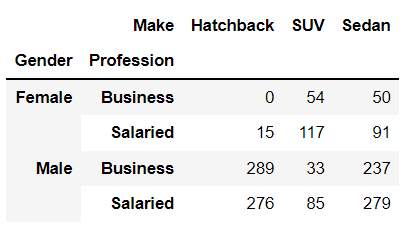 Make Hatchback SUV Sedan
Gender Profession
Female Business 0 54 50
Salaried 15 117 91
Male Business 289 33 237
Salaried 276 85 279